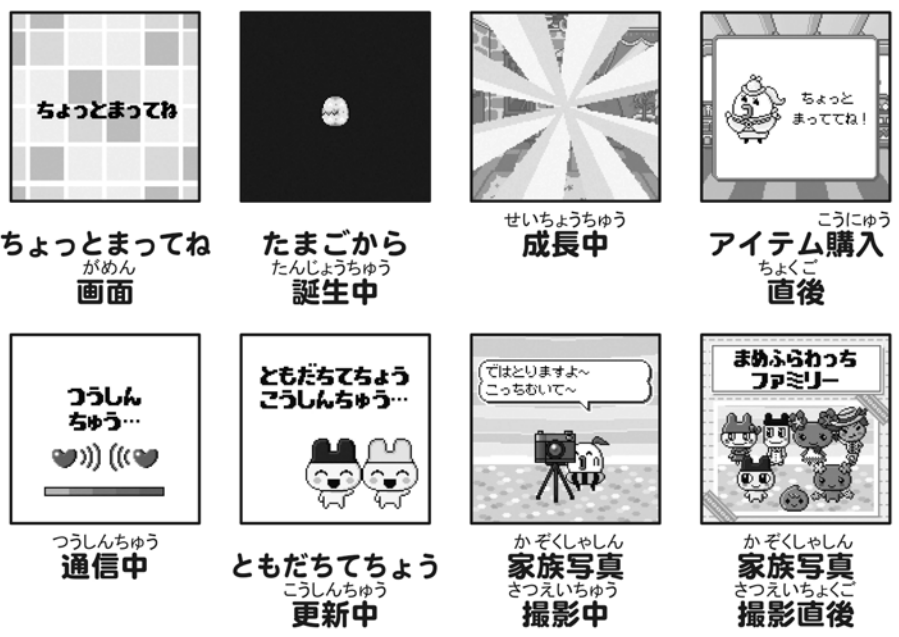 ちょっとまってね
ちょっと
まっててね!
ちょっとまってね
がめん
画面
たまごから
たんじょうちゅう
誕生中
せいちょうちゅう
成長中
こうにゅう
アイテム購入
ちょくご
直後
つうしん
ちゅう…
ともだちてちょう
こうしんちゅう…
ではとりますよ~
こっちむいて~
まめふらわっち
ファミリー
つうしんちゅう
通信中
ともだちてちょう
こうしんちゅう
更新中
かぞくしゃしん
家族写真
さつえいちゅう
撮影中
かぞくしゃしん
家族写真
さつえいちょくご
撮影直後